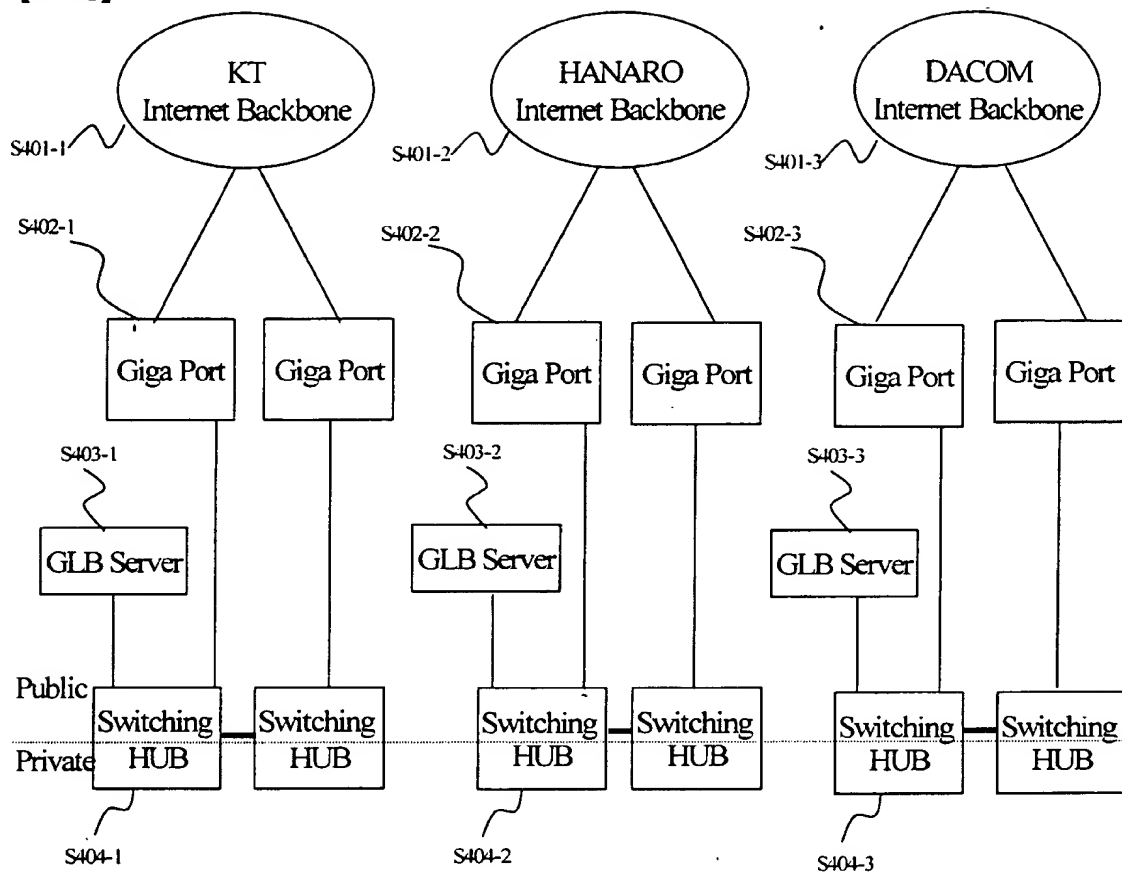 KT
Internet Backbone
HANARO
Internet Backbone
DACOM
Internet Backbone
S401-1
S401-2
S401-3
S402-1
S402-2
S402-3
Giga Port
Giga Port
Giga Port
Giga Port
Giga Port
Giga Port
S403-1
S403-2
S403-3
GLB Server
GLB Server
GLB Server
Public
Switching
HUB
Switching
HUB
Switching
HUB
Switching
HUB
Switching
HUB
Switching
HUB
Private
S404-1
S404-2
S404-3